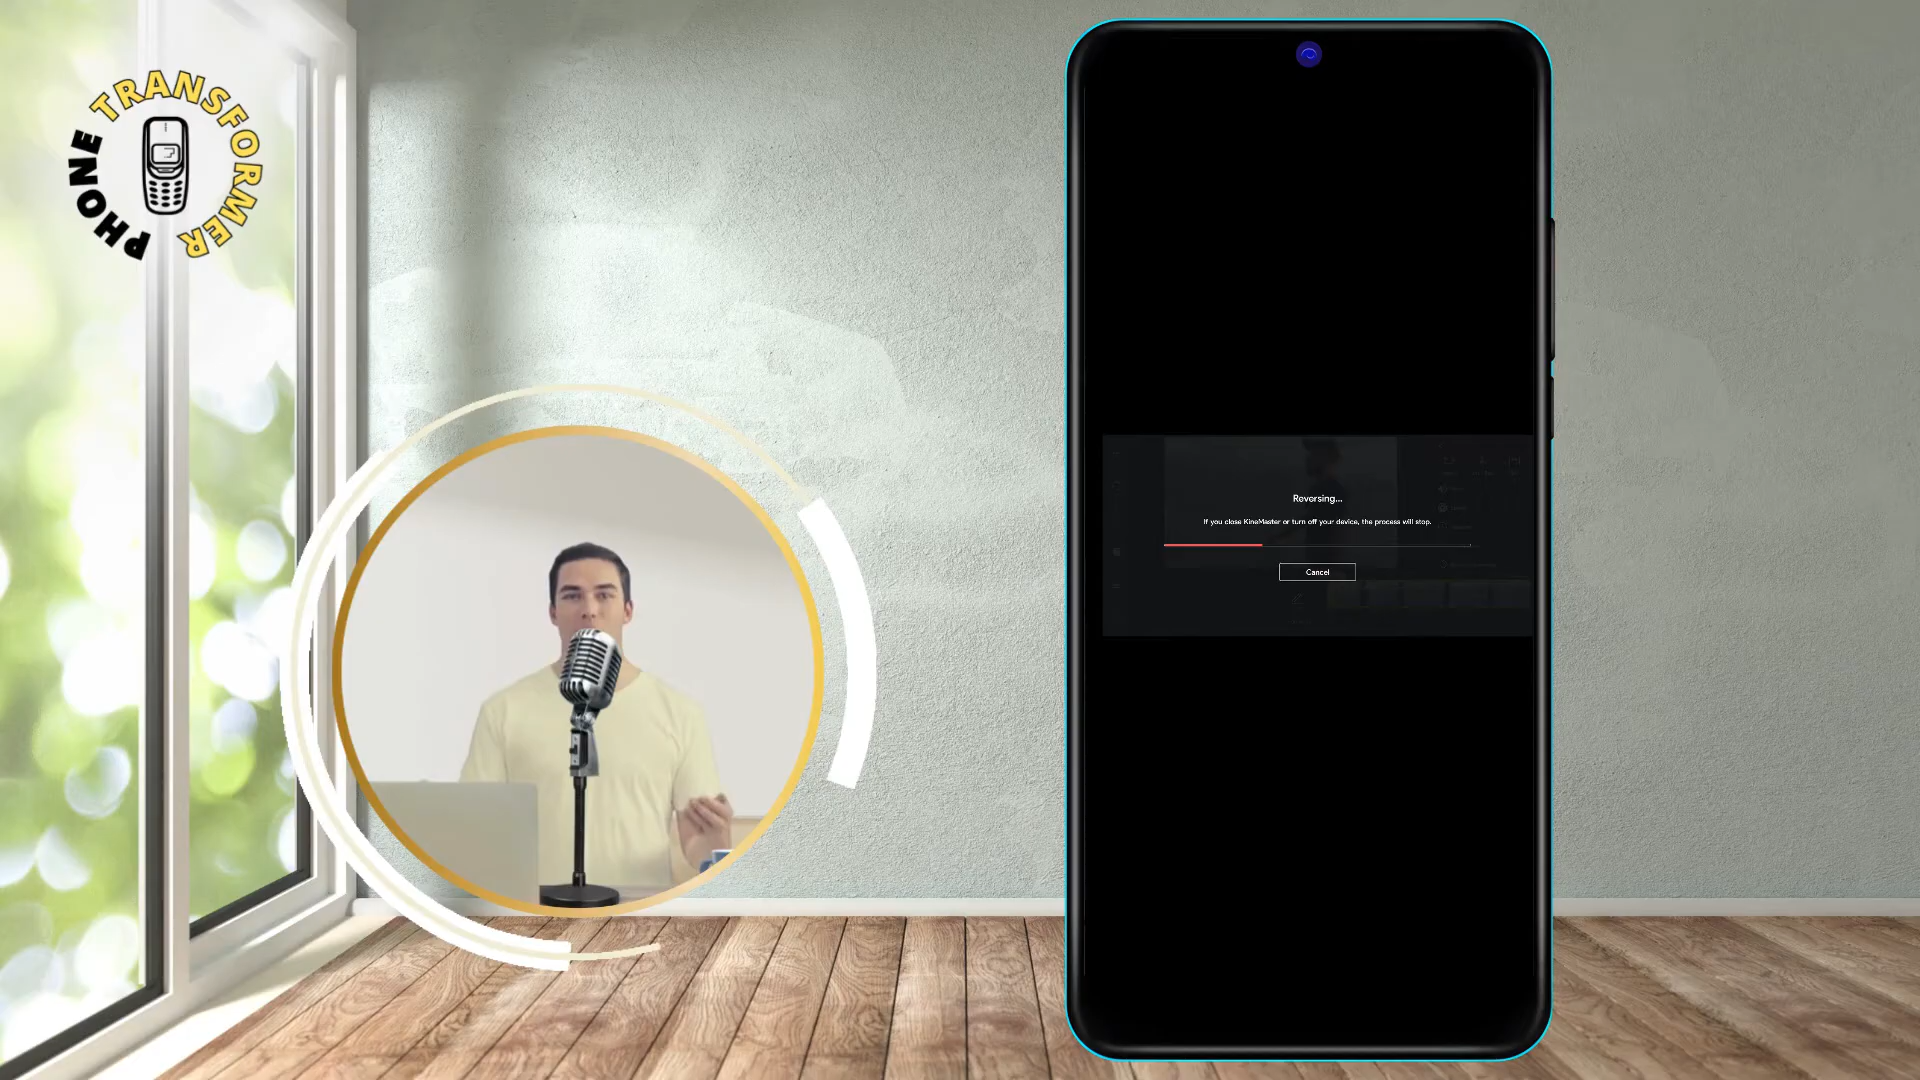 PHONE TRANSFORMER
Reversing...
If you close KineMaster or turn off your device, the process will stop.
Cancel